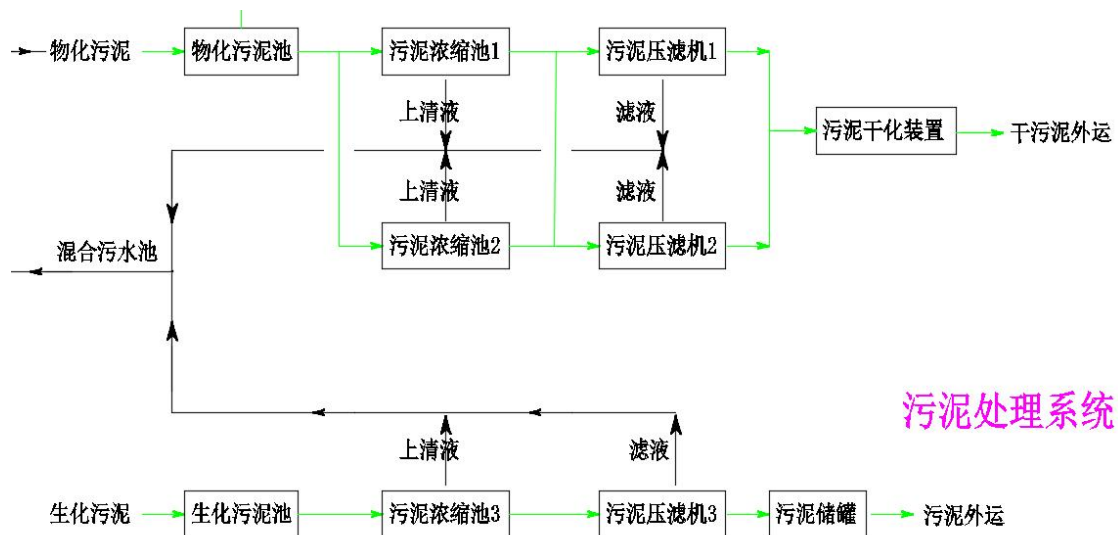 物化污泥
物化污泥池
污泥浓缩池1
污泥压滤机1
上清液
滤液
污泥干化装置
干污泥外运
上清液
滤液
混合污水池
污泥浓缩池2
污泥压滤机2
污泥处理系统
上清液
滤液
生化污泥
生化污泥池
污泥浓缩池3
污泥压滤机3
污泥储罐
污泥外运